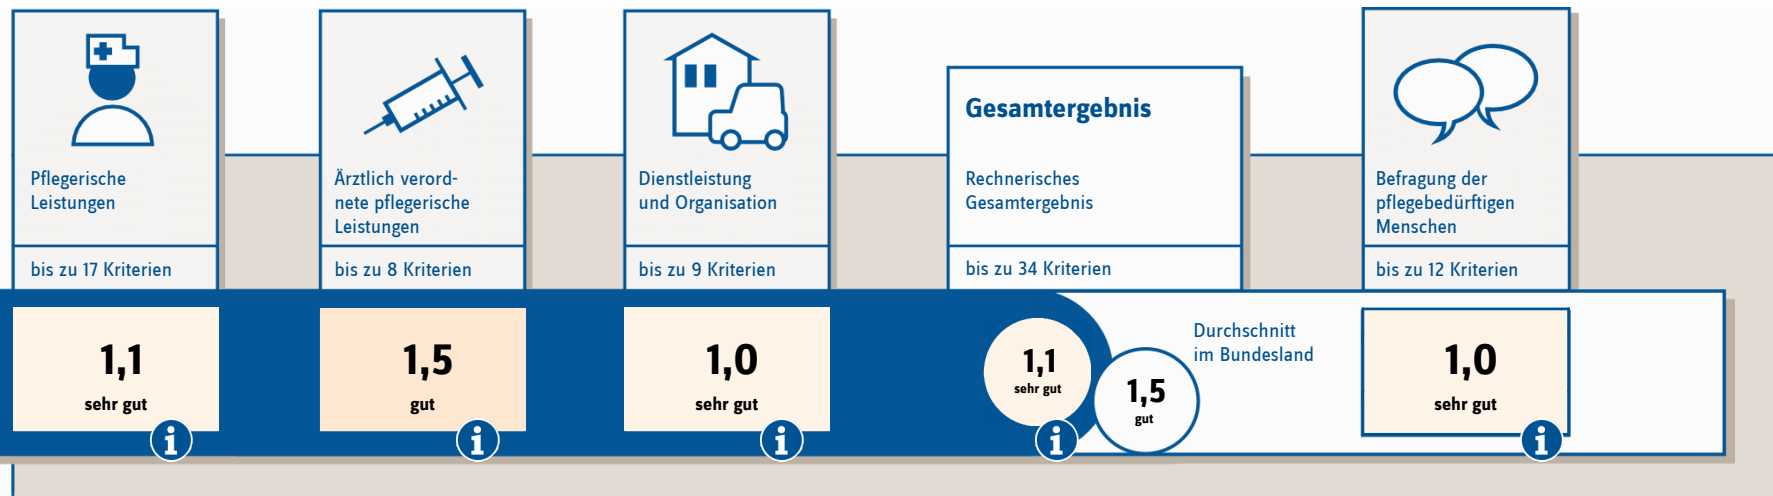 Pflegerische
Leistungen
bis zu 17 Kriterien
1,1
sehr gut
i
Ärztlich verord-
nete pflegerische
Leistungen
bis zu 8 Kriterien
1,5
gut
i
Dienstleistung
und Organisation
bis zu 9 Kriterien
1,0
sehr gut
i
Gesamtergebnis
Rechnerisches
Gesamtergebnis
bis zu 34 Kriterien
1,1
sehr gut
i
1,5
gut
Durchschnitt
im Bundesland
Befragung der
pflegebedürftigen
Menschen
bis zu 12 Kriterien
1,0
sehr gut
i